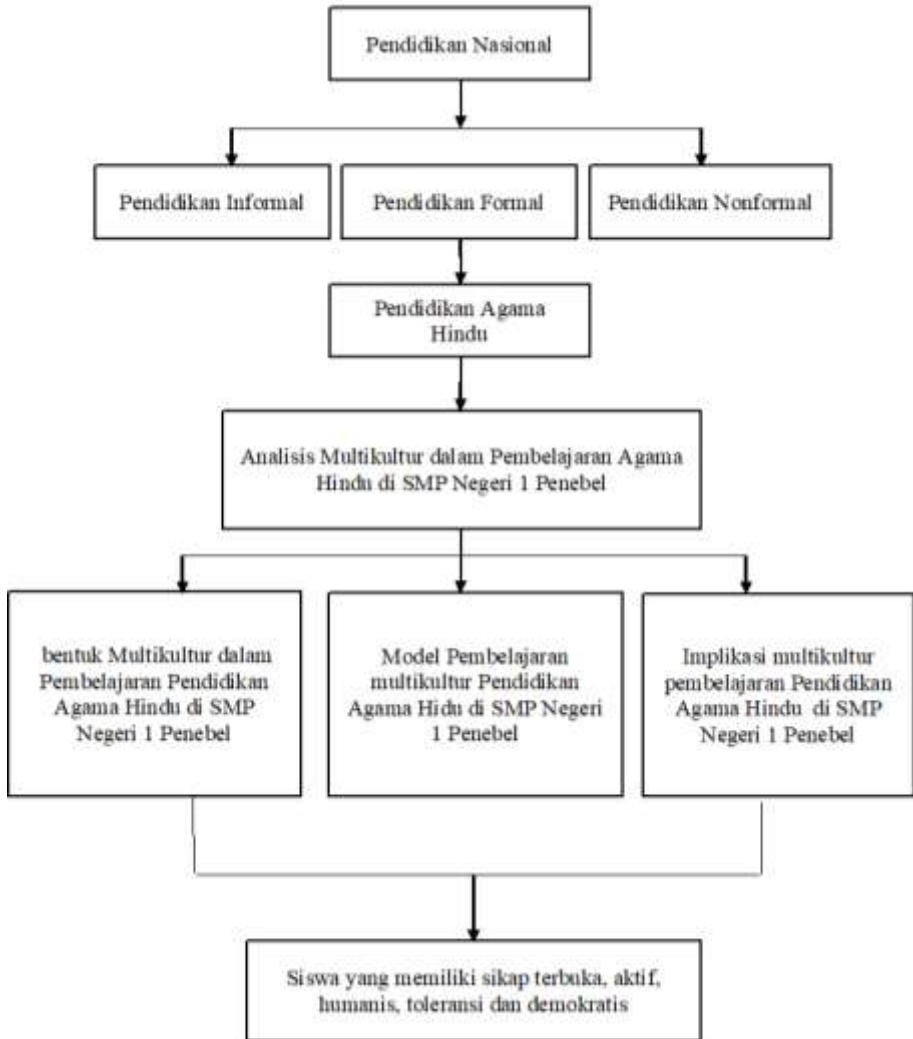 Pendidikan Nasional
Pendidikan Informal
Pendidikan Formal
Pendidikan Nonformal
Pendidikan Agama
Hindu
Analisis Multikultur dalam Pembelajaran Agama
Hindu di SMP Negeri 1 Penebel
bentuk Multikultur dalam
Pembelajaran Pendidikan
Agama Hindu di SMP
Negeri 1 Penebel
Model Pembelajaran
multikultur Pendidikan
Agama Hidu di SMP Negeri
1 Penebel
Implikasi multikultur
pembelajaran Pendidikan
Agama Hindu di SMP
Negeri 1 Penebel
Siswa yang memiliki sikap terbuka, aktif,
humanis, toleransi dan demokratis